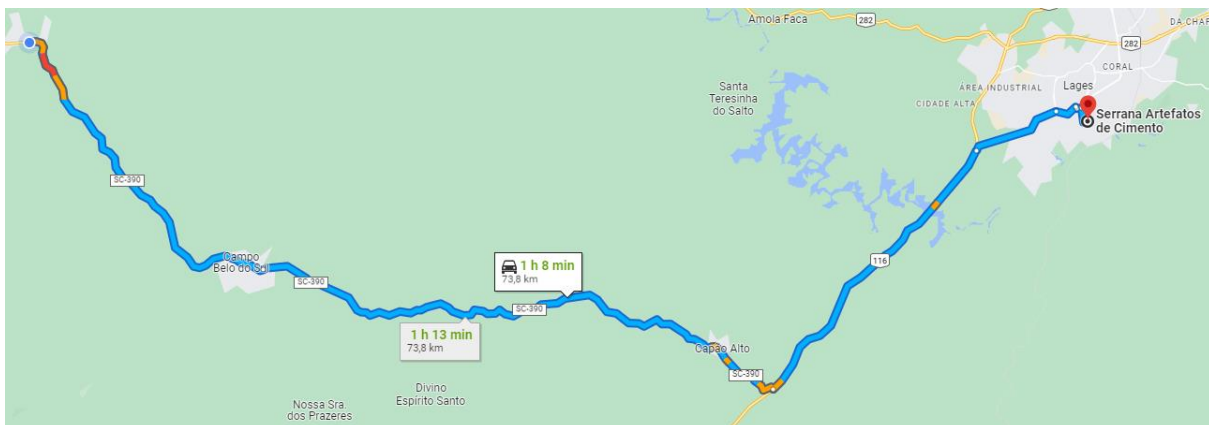 Amola Faca
282
DA CHAR
282
CORAL
Santa
Teresinha
do Salto
ÁREA INDUSTRIAL
Lages
CIDADE ALTA
Serrana Artefatos
de Cimento
SC-390
Campo
Belo do Sul
116
1 h 8 min
73,8 km
SC-390
SC-390
1 h 13 min
73,8 km
Capão Alto
SC-390
Divino
Espírito Santo
Nossa Sra.
dos Prazeres